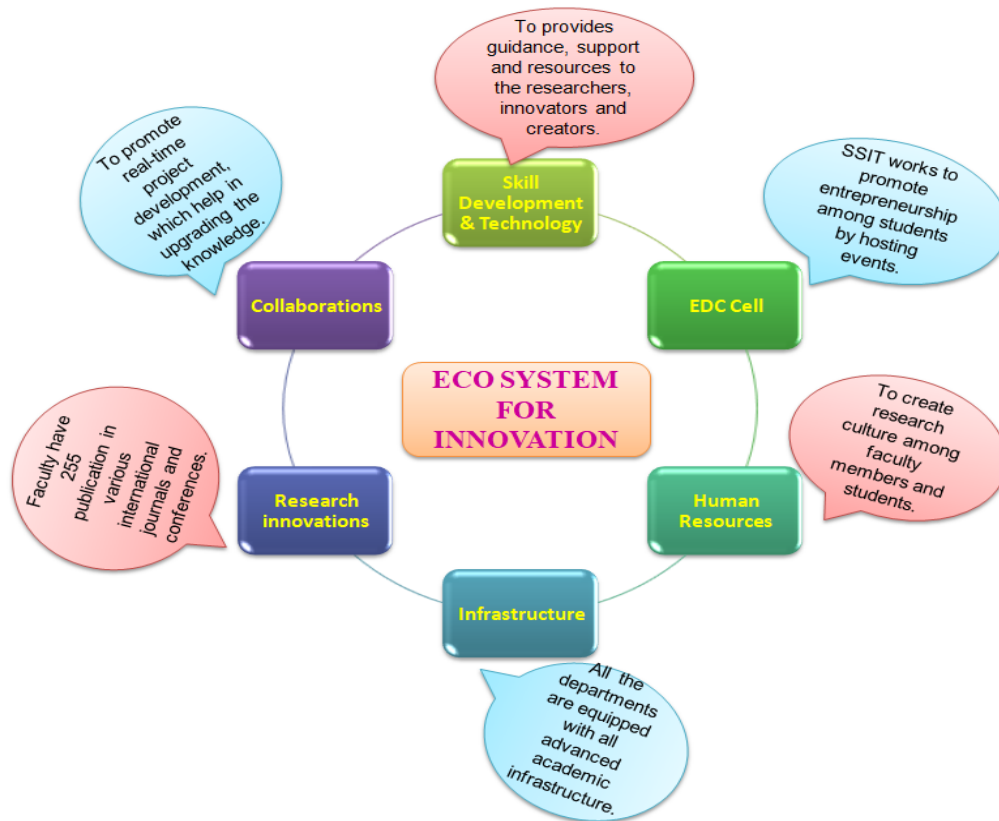 To provides
guidance, support
and resources to
the researchers,
innovators and
creators.
Skill
Development
& Technology
SSIT works to
promote
entrepreneurship
among students
by hosting
events.
EDC Cell
To create
research
culture among
faculty
members and
students.
Human
Resources
All the
departments
are equipped
with all
advanced
academic
infrastructure.
Infrastructure
Faculty have
255
publication in
various
international
journals and
conferences.
Research
innovations
To promote
real-time
project
development,
which help in
upgrading the
knowledge.
Collaborations
ECO SYSTEM
FOR
INNOVATION